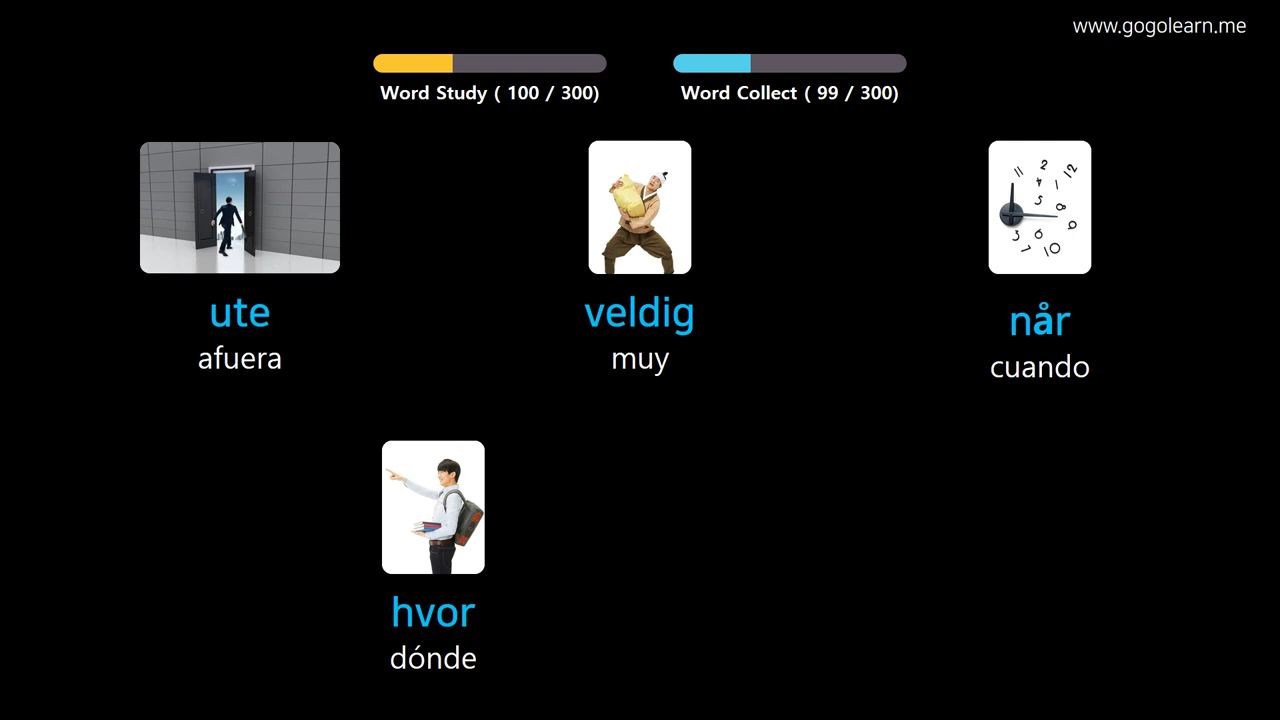 www.gogolearn.me
Word Study ( 100 / 300)
Word Collect ( 99 / 300)
ute
afuera
veldig
muy
når
cuando
hvor
dónde